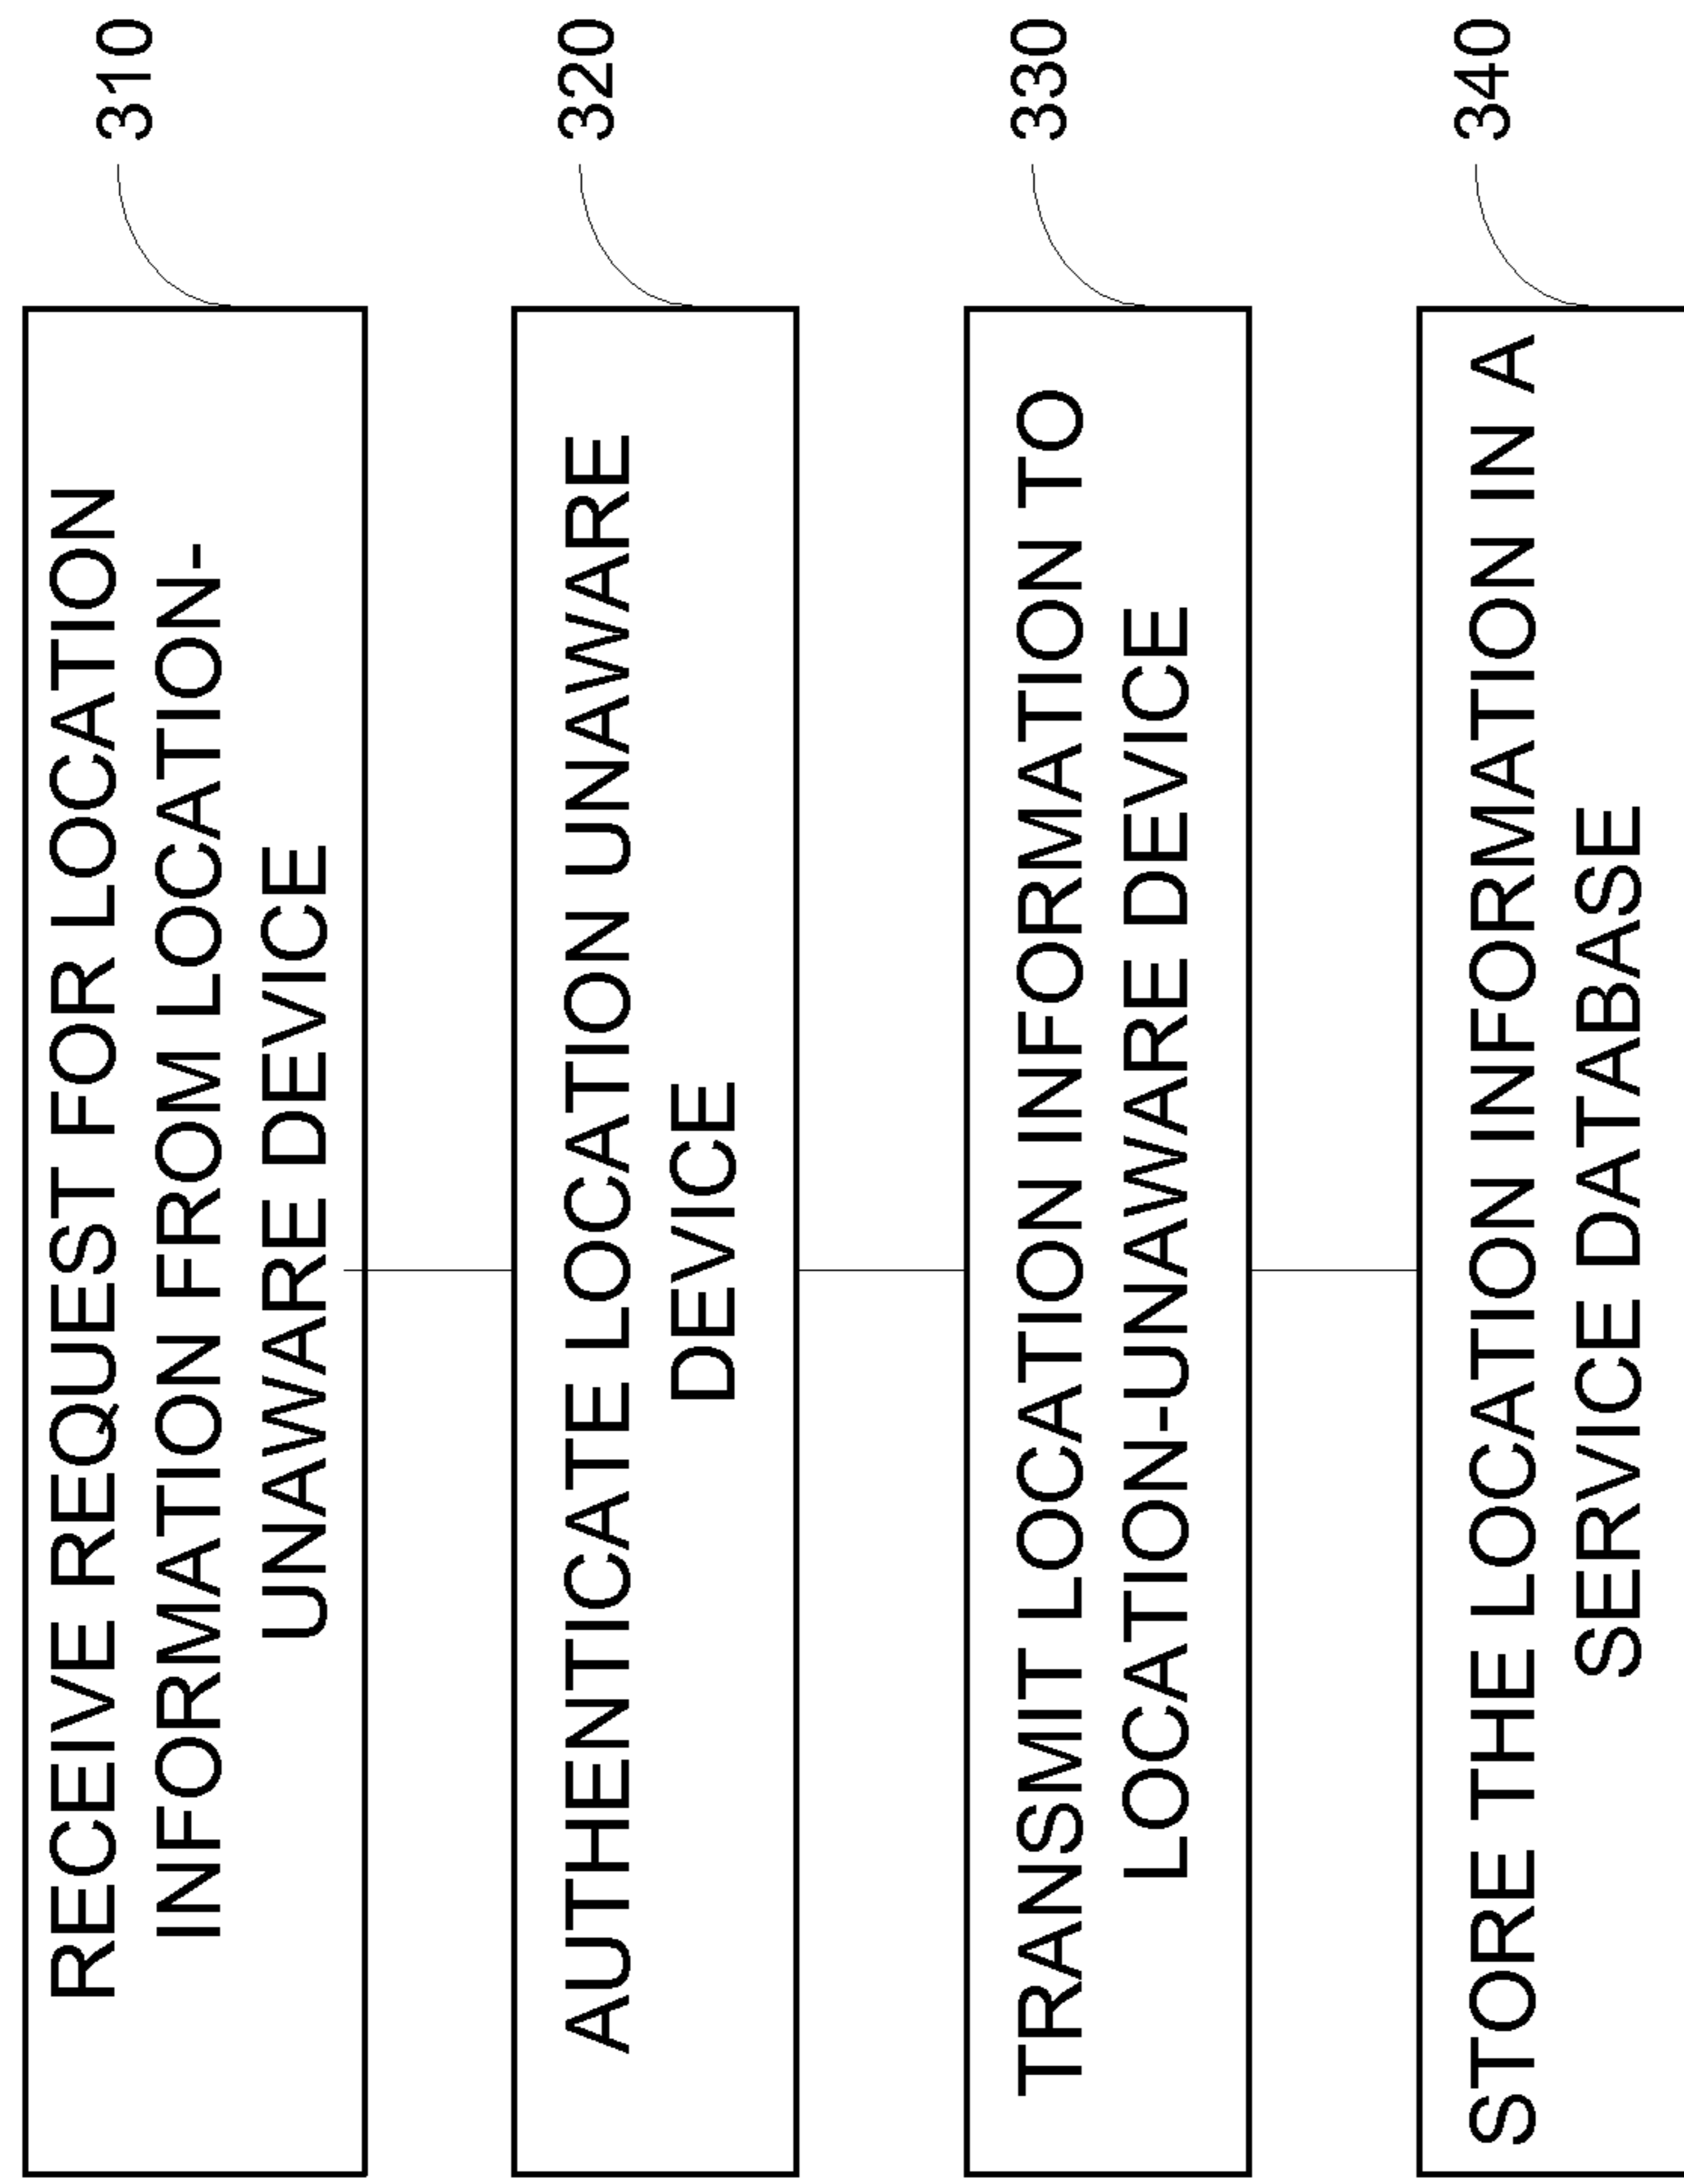 RECEIVE REQUEST FOR LOCATION
INFORMATION FROM LOCATION-
UNAWARE DEVICE
310
AUTHENTICATE LOCATION UNAWARE
DEVICE
320
TRANSMIT LOCATION INFORMATION TO
LOCATION-UNAWARE DEVICE
330
STORE THE LOCATION INFORMATION IN A
SERVICE DATABASE
340